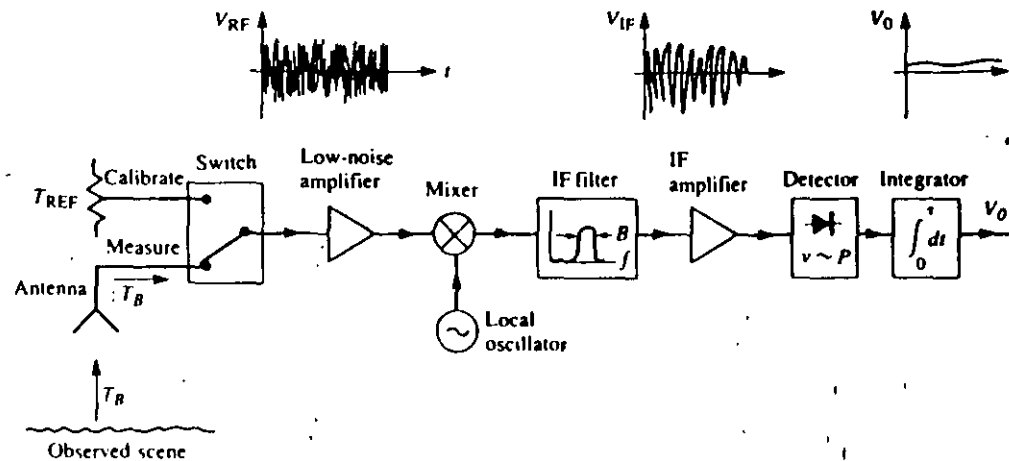 V_RF
t
V_IF
V_0
Switch
Calibrate
T_REF
Measure
Antenna
T_B
Low-noise
amplifier
Mixer
Local
oscillator
IF filter
B
f
IF
amplifier
Detector
v ~ P
Integrator
∫_0^τ dt
V_0
T_B
Observed scene